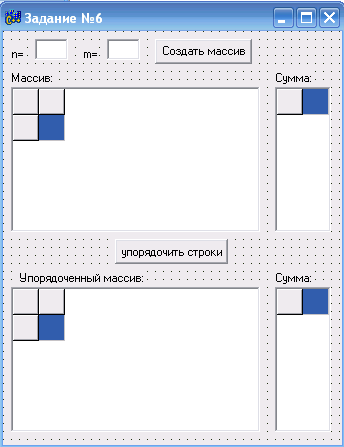 Задание №6
n= m= Создать массив
Массив: Сумма:
упорядочить строки
Упорядоченный массив: Сумма: